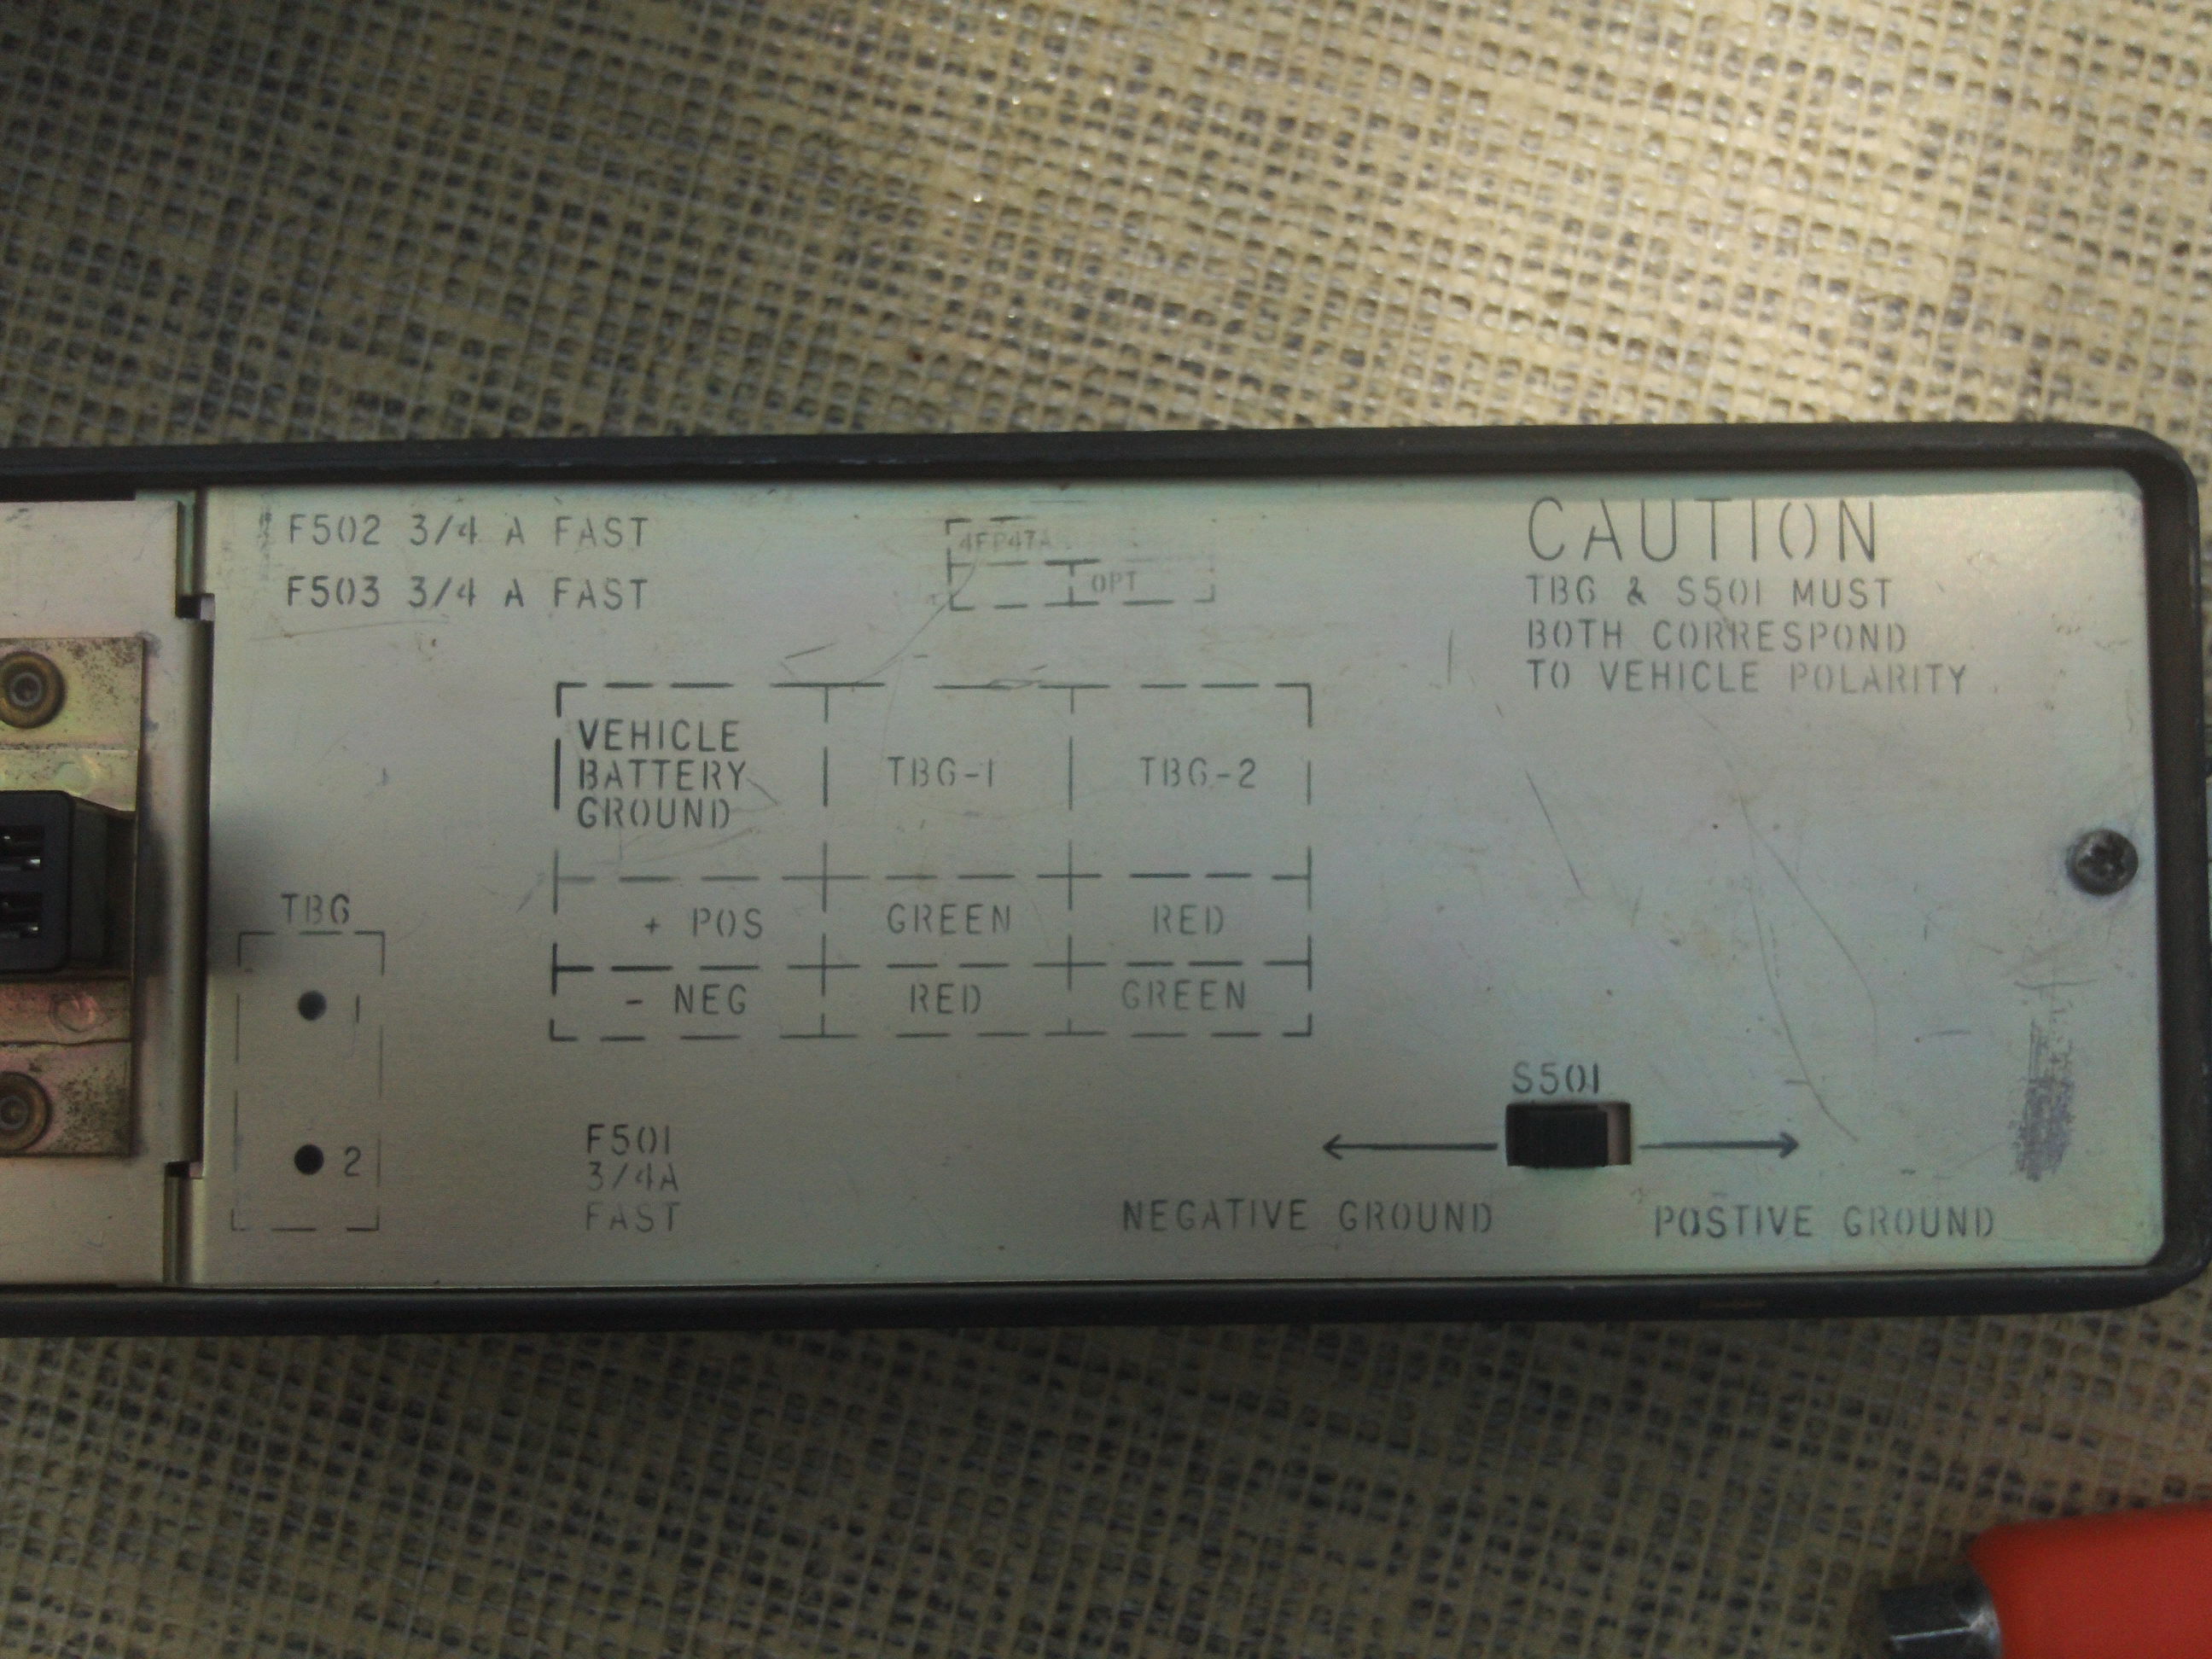 F502 3/4 A FAST
F503 3/4 A FAST
4EP47A
OPT
CAUTION
TBG & S501 MUST
BOTH CORRESPOND
TO VEHICLE POLARITY
VEHICLE BATTERY GROUND TBG-1 TBG-2
+ POS GREEN RED
- NEG RED GREEN
TBG
1
2
F501
3/4A
FAST
S501
NEGATIVE GROUND POSTIVE GROUND